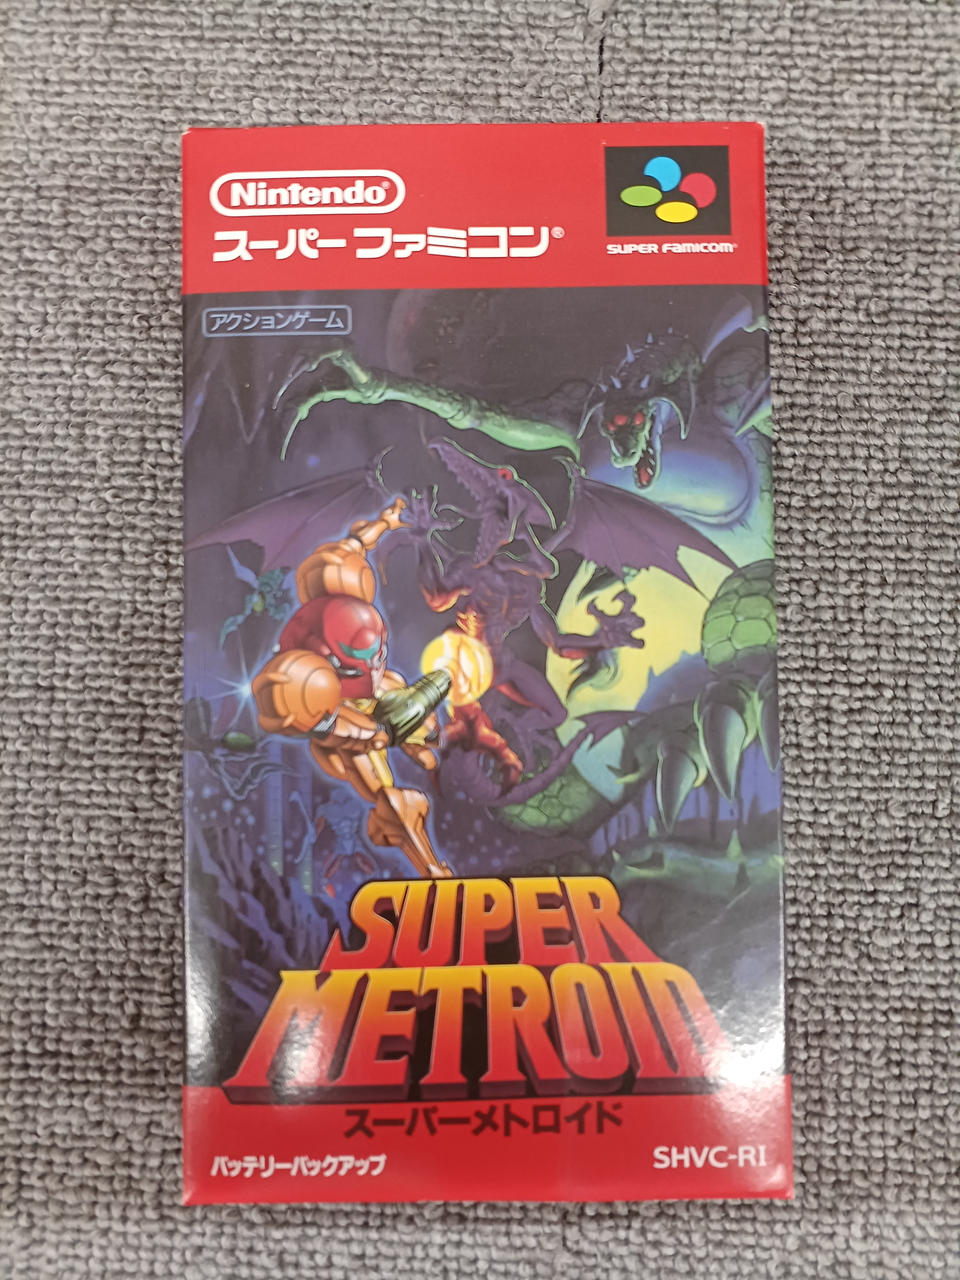 Nintendo®
スーパーファミコン®
SUPER FAMICOM®
アクションゲーム
SUPER
METROID
スーパーメトロイド
バッテリーバックアップ
SHVC-RI